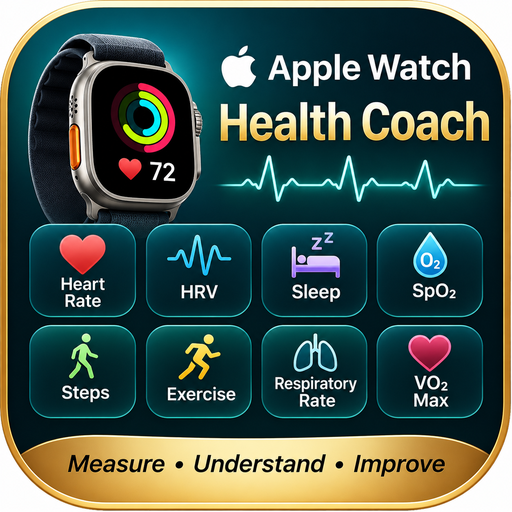 Apple Watch
Health Coach
72
Heart
Rate
HRV
zZ
Sleep
O₂
SpO₂
Steps
Exercise
Respiratory
Rate
VO₂
Max
Measure • Understand • Improve